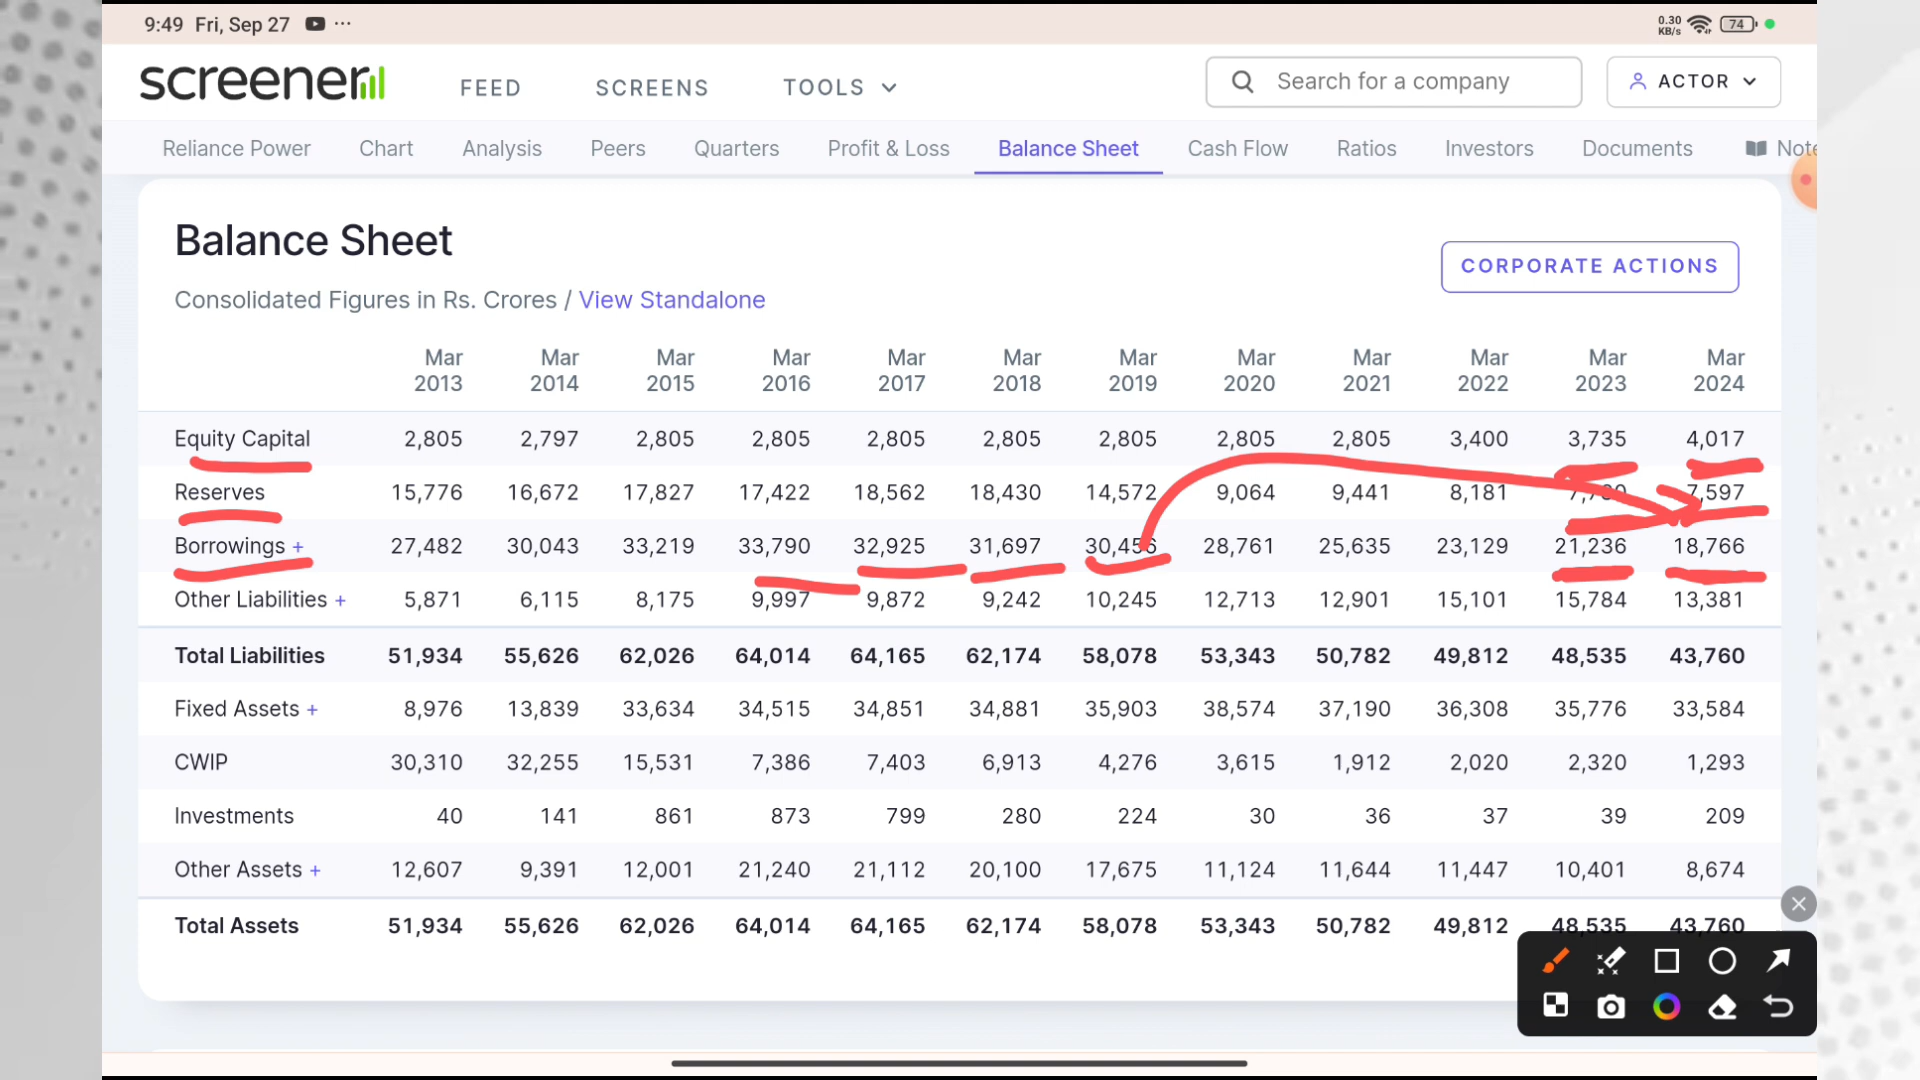 9:49 Fri, Sep 27 ... 0.30 KB/s 74
screener FEED SCREENS TOOLS Search for a company ACTOR
Reliance Power Chart Analysis Peers Quarters Profit & Loss Balance Sheet Cash Flow Ratios Investors Documents
Balance Sheet
CORPORATE ACTIONS
Consolidated Figures in Rs. Crores / View Standalone
Mar 2013 Mar 2014 Mar 2015 Mar 2016 Mar 2017 Mar 2018 Mar 2019 Mar 2020 Mar 2021 Mar 2022 Mar 2023 Mar 2024
Equity Capital 2,805 2,797 2,805 2,805 2,805 2,805 2,805 2,805 2,805 3,400 3,735 4,017
Reserves 15,776 16,672 17,827 17,422 18,562 18,430 14,572 9,064 9,441 8,181 7,597
Borrowings + 27,482 30,043 33,219 33,790 32,925 31,697 30,456 28,761 25,635 23,129 21,236 18,766
Other Liabilities + 5,871 6,115 8,175 9,997 9,872 9,242 10,245 12,713 12,901 15,101 15,784 13,381
Total Liabilities 51,934 55,626 62,026 64,014 64,165 62,174 58,078 53,343 50,782 49,812 48,535 43,760
Fixed Assets + 8,976 13,839 33,634 34,515 34,851 34,881 35,903 38,574 37,190 36,308 35,776 33,584
CWIP 30,310 32,255 15,531 7,386 7,403 6,913 4,276 3,615 1,912 2,020 2,320 1,293
Investments 40 141 861 873 799 280 224 30 36 37 39 209
Other Assets + 12,607 9,391 12,001 21,240 21,112 20,100 17,675 11,124 11,644 11,447 10,401 8,674
Total Assets 51,934 55,626 62,026 64,014 64,165 62,174 58,078 53,343 50,782 49,812 48,535 43,760